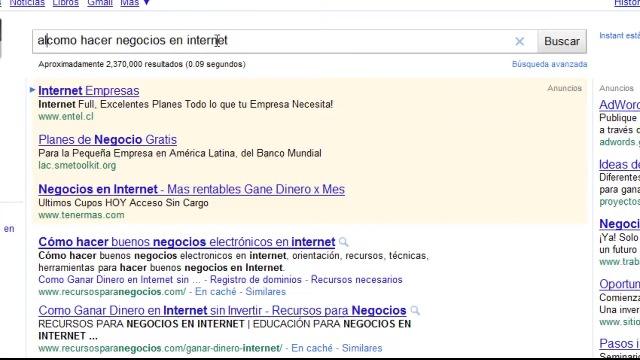 Noticias Libros Gmail Más ▼
Histor
alcomo hacer negocios en internet
Buscar
Instant est
Aproximadamente 2,370,000 resultados (0.09 segundos)
Búsqueda avanzada
Internet Empresas
Anuncios
Internet Full, Excelentes Planes Todo lo que tu Empresa Necesita!
www.entel.cl
Planes de Negocio Gratis
Para la Pequeña Empresa en América Latina, del Banco Mundial
lac.smetoolkit.org
Negocios en Internet - Mas rentables Gane Dinero x Mes
Ultimos Cupos HOY Acceso Sin Cargo
www.tenermas.com
en
Cómo hacer buenos negocios electrónicos en internet
Cómo hacer buenos negocios electronicos en internet, orientación, recursos, técnicas,
herramientas para hacer buenos negocios en Internet.
Como Ganar Dinero en Internet sin ... - Registro de dominios - Recursos necesarios
www.recursosparanegocios.com/ - En caché - Similares
Como Ganar Dinero en Internet sin Invertir - Recursos para Negocios
RECURSOS PARA NEGOCIOS EN INTERNET | EDUCACIÓN PARA NEGOCIOS EN
INTERNET ...
www.recursosparanegocios.com/ganar-dinero-internet/ - En caché - Similares
Anuncios
AdWord
Publique
a través d
adwords.g
Ideas de
Diferentes
para gana
proyectos
Negoci
¡Ya! Solo
un futuro
www.trab
Oportun
Comienza
Una inver
www.sitio
Pasos i